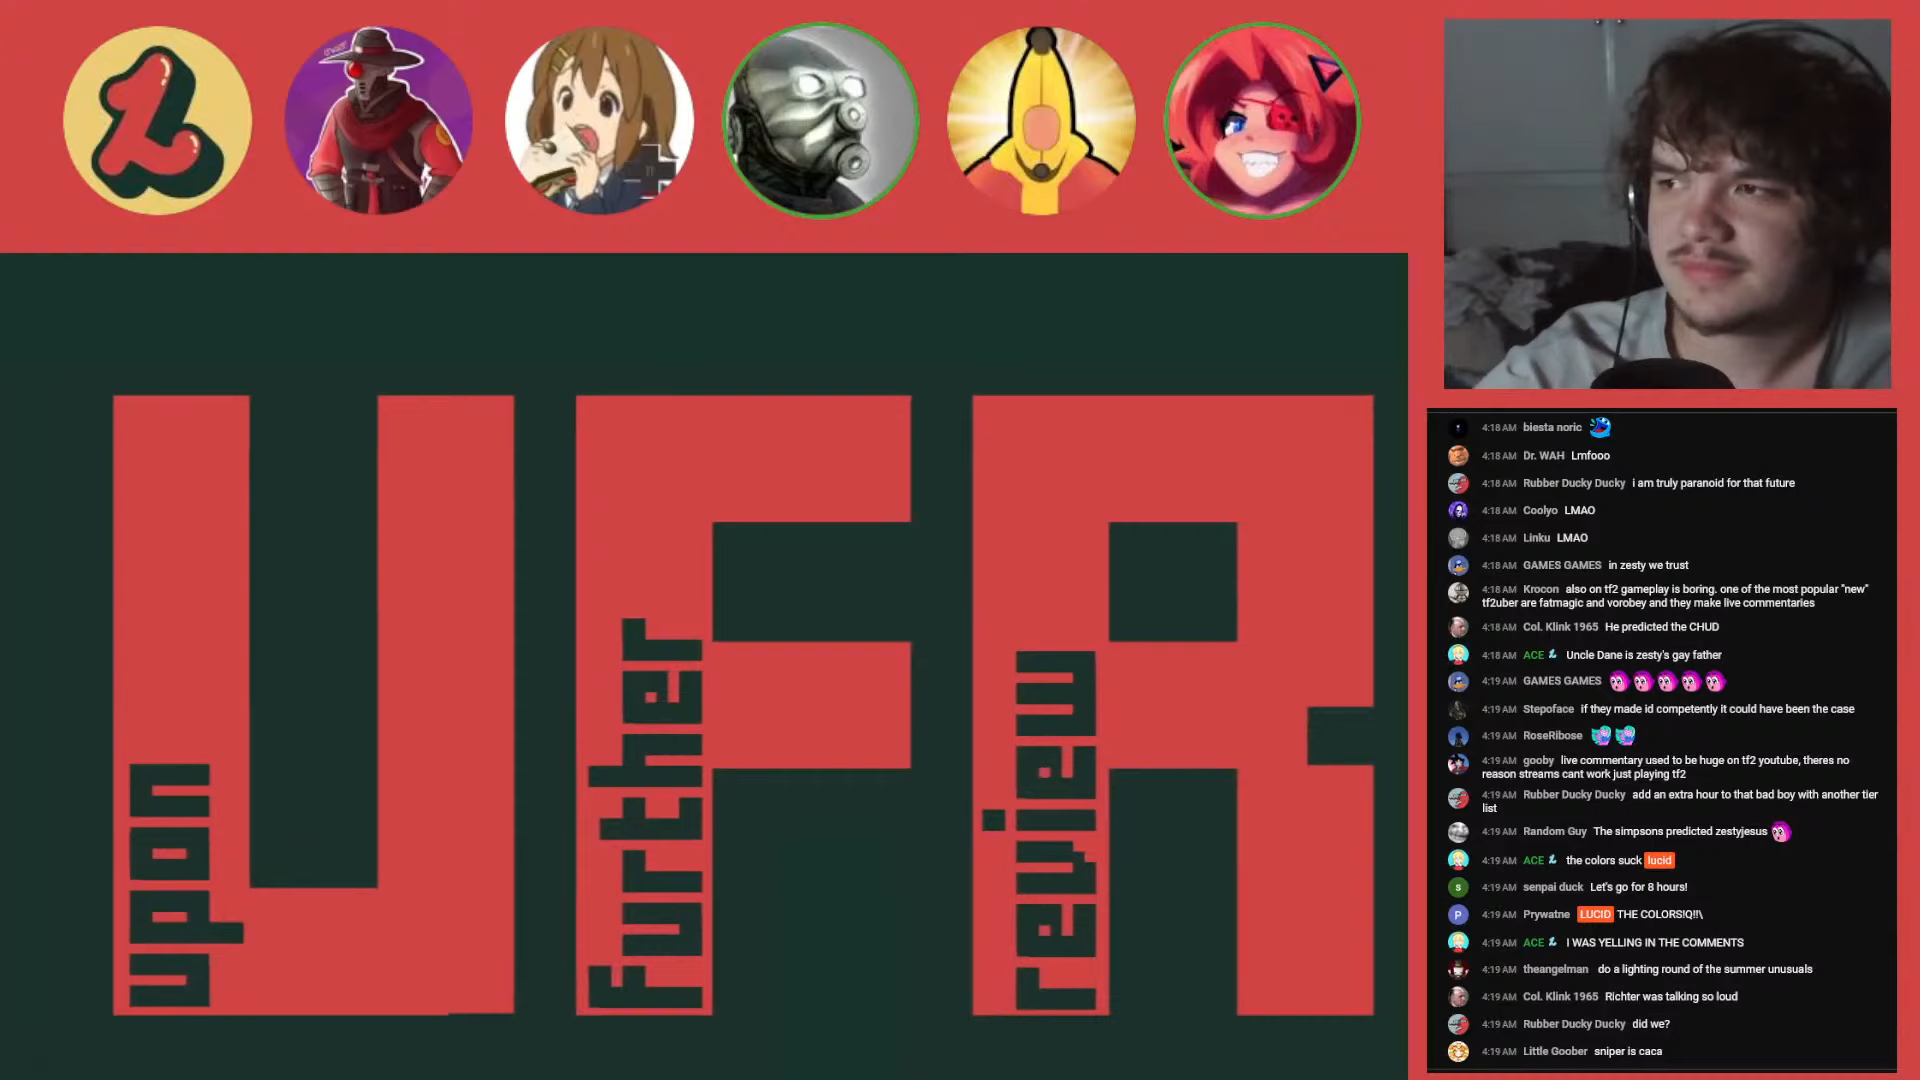 UFR
upon
further
review
4:18 AM biesta noric
4:18 AM Dr. WAH Lmfooo
4:18 AM Rubber Ducky Ducky i am truly paranoid for that future
4:18 AM Coolyo LMAO
4:18 AM Linku LMAO
4:18 AM GAMES GAMES in zesty we trust
4:18 AM Krocon also on tf2 gameplay is boring. one of the most popular "new"
tf2uber are fatmagic and vorobey and they make live commentaries
4:18 AM Col. Klink 1965 He predicted the CHUD
4:18 AM ACE Uncle Dane is zesty's gay father
4:19 AM GAMES GAMES
4:19 AM Stepoface if they made id competently it could have been the case
4:19 AM RoseRibose
4:19 AM gooby live commentary used to be huge on tf2 youtube, theres no
reason streams cant work just playing tf2
4:19 AM Rubber Ducky Ducky add an extra hour to that bad boy with another tier
list
4:19 AM Random Guy The simpsons predicted zestyjesus
4:19 AM ACE the colors suck lucid
S 4:19 AM senpai duck Let's go for 8 hours!
P 4:19 AM Prywatne LUCID THE COLORS!Q!!\
4:19 AM ACE I WAS YELLING IN THE COMMENTS
4:19 AM theangelman do a lighting round of the summer unusuals
4:19 AM Col. Klink 1965 Richter was talking so loud
4:19 AM Rubber Ducky Ducky did we?
4:19 AM Little Goober sniper is caca